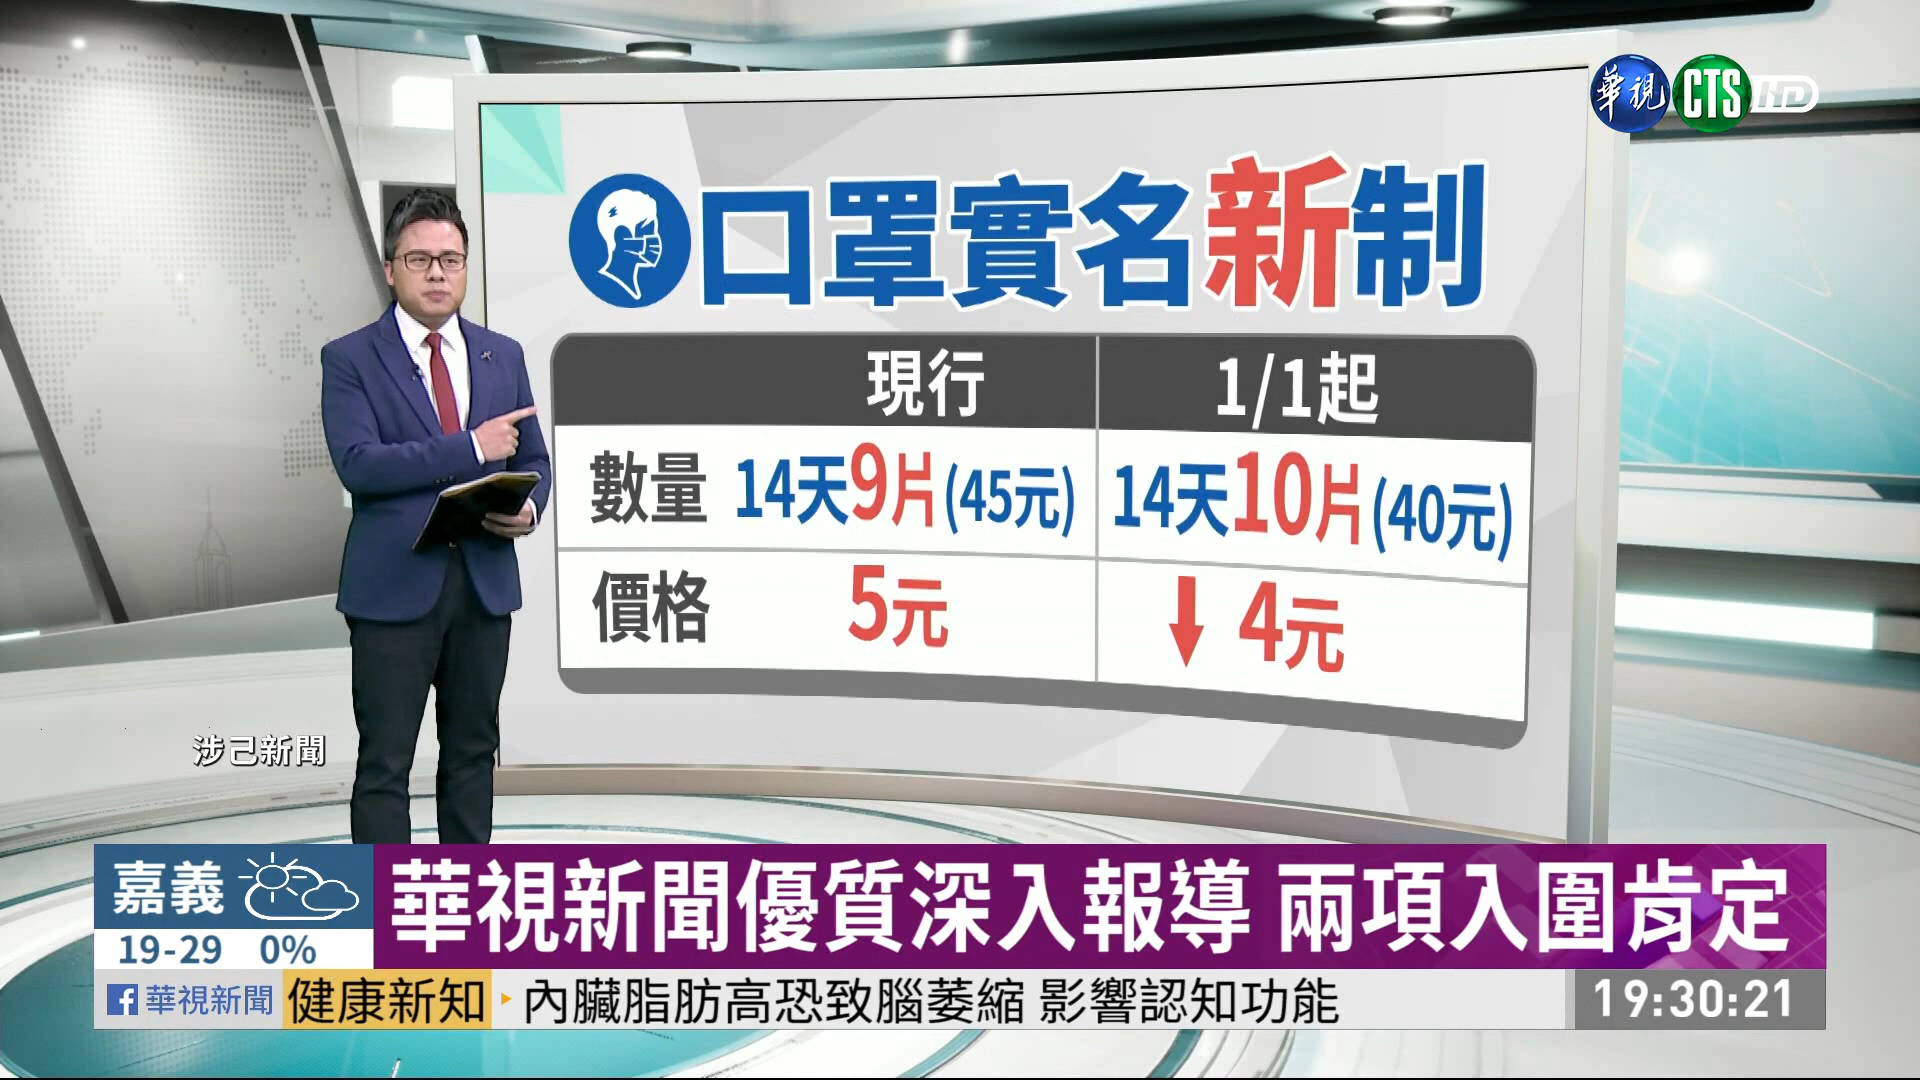 華視 CTS HD
口罩實名新制
現行 1/1起
數量 14天9片(45元) 14天10片(40元)
價格 5元 4元
涉己新聞
嘉義
19-29 0%
華視新聞優質深入報導 兩項入圍肯定
華視新聞 健康新知 內臟脂肪高恐致腦萎縮 影響認知功能
19:30:21